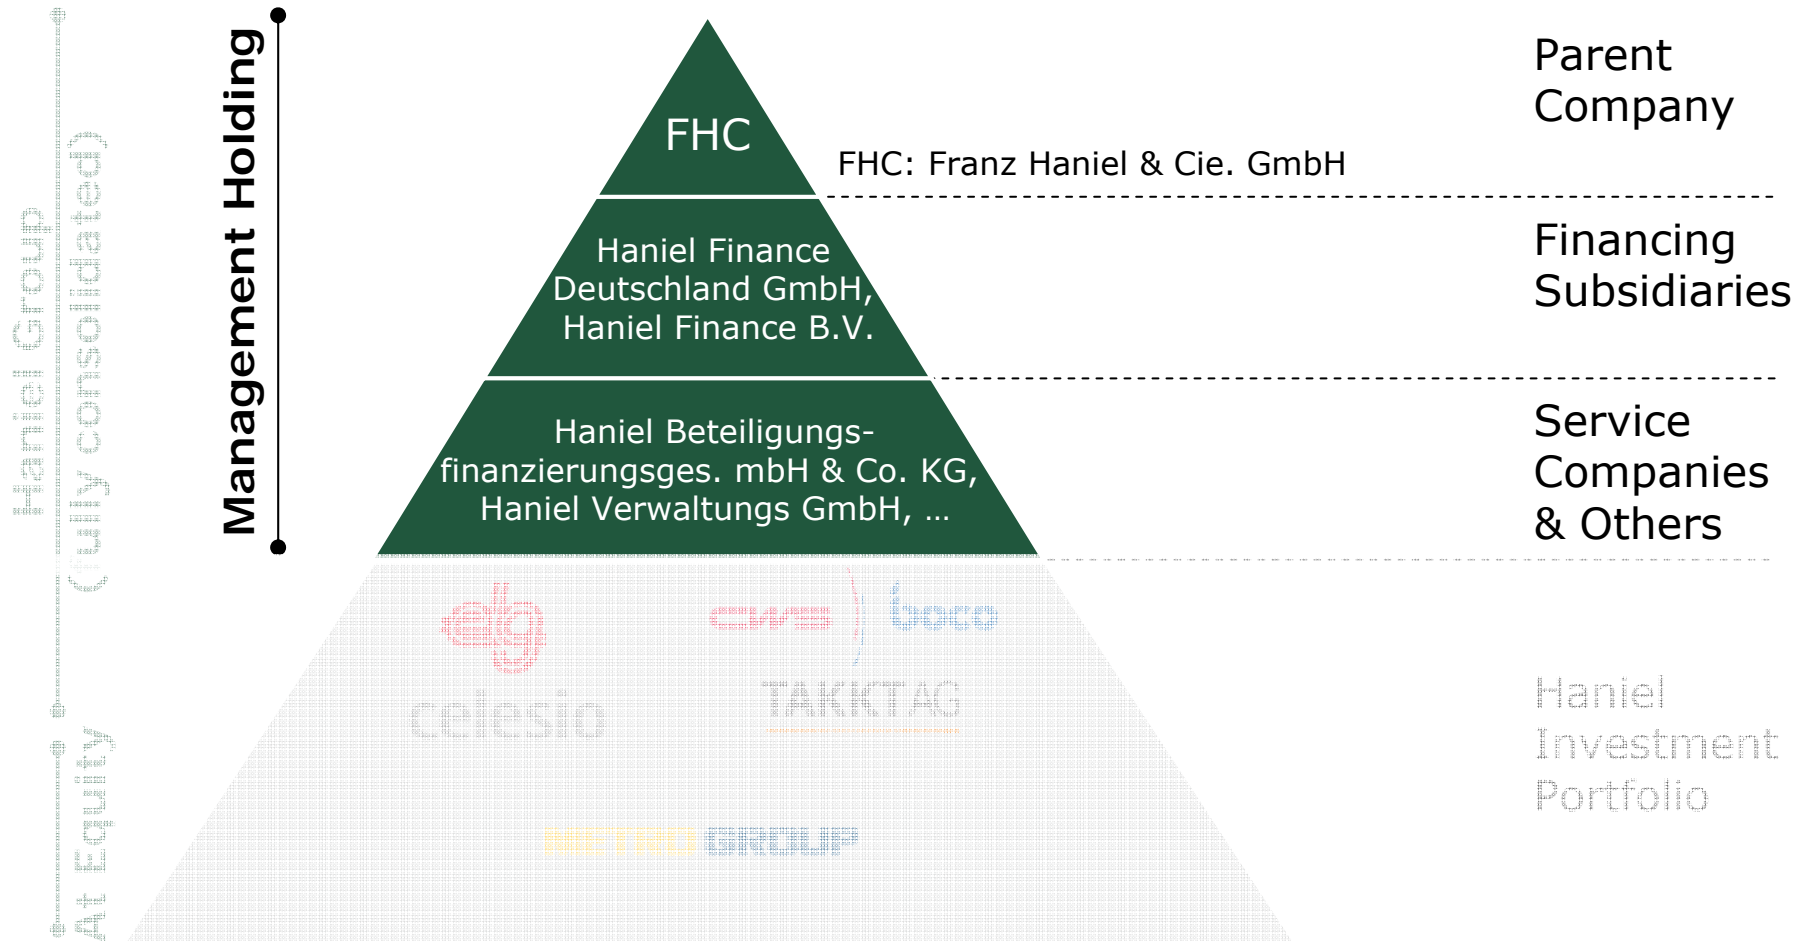 Haniel Group
(fully consolidated)
At Equity
Management Holding
FHC
FHC: Franz Haniel & Cie. GmbH
Parent
Company
Haniel Finance
Deutschland GmbH,
Haniel Finance B.V.
Financing
Subsidiaries
Haniel Beteiligungs-
finanzierungsges. mbH & Co. KG,
Haniel Verwaltungs GmbH, …
Service
Companies
& Others
cws boco
celesio
TAKKT AG
METRO GROUP
Haniel
Investment
Portfolio